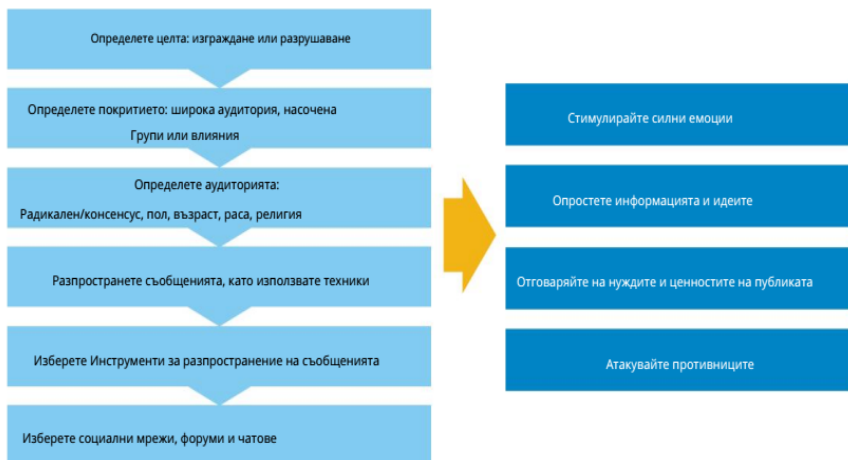 Определете целта: изграждане или разрушаване
Определете покритието: широка аудитория, насочена
Групи или влияния
Определете аудиторията:
Радикален/консенсус, пол, възраст, раса, религия
Разпространете съобщенията, като използвате техники
Изберете Инструменти за разпространение на съобщенията
Изберете социални мрежи, форуми и чатове
Стимулирайте силни емоции
Опростете информацията и идеите
Отговаряйте на нуждите и ценностите на публиката
Атакувайте противниците